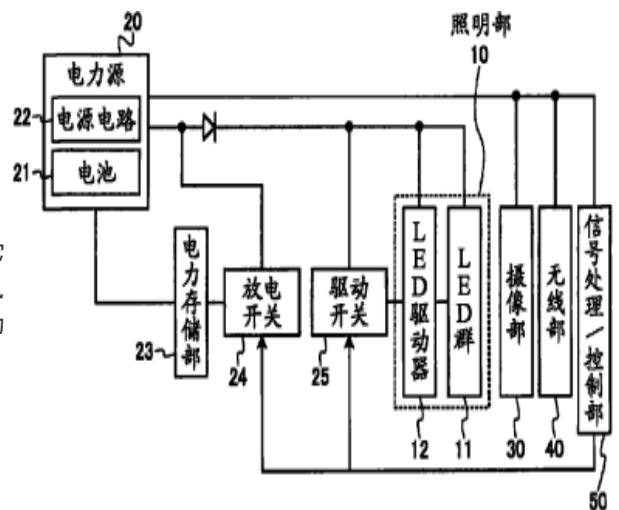 照明部
20
10
电力源
22
电源电路
21
电池
电力存储部
23
放电
开关
24
驱动
开关
25
LED驱动器
12
LED群
11
摄像部
30
无线部
40
信号处理/控制部
50